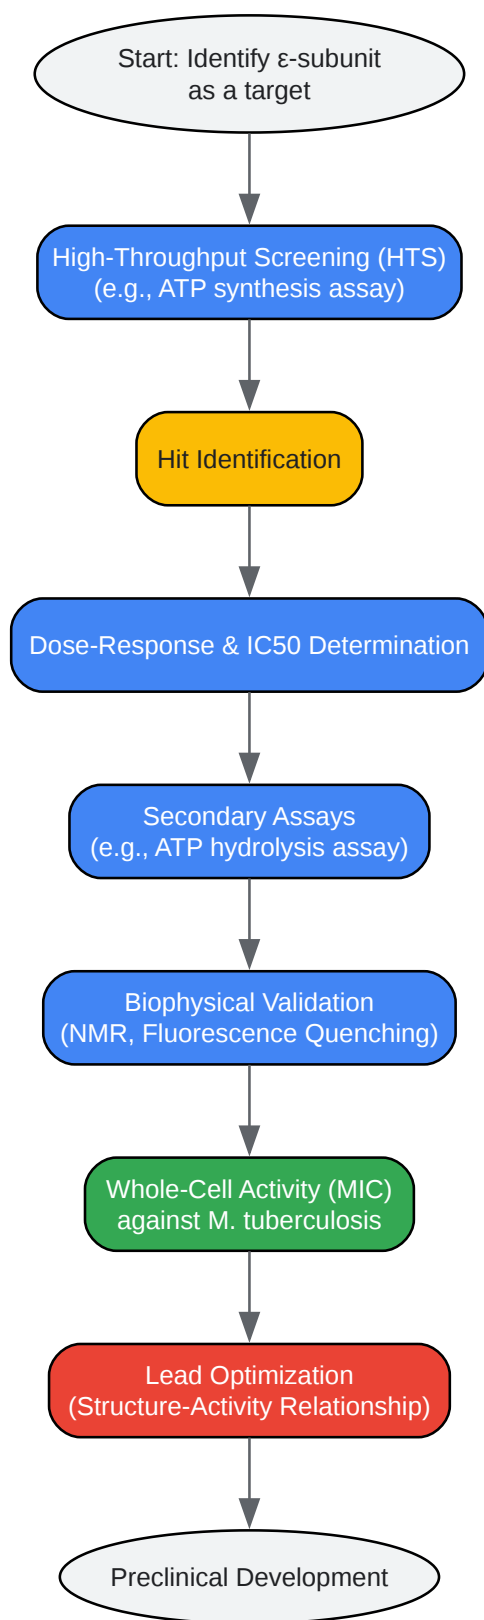 Start: Identify ε-subunit
as a target
High-Throughput Screening (HTS)
(e.g., ATP synthesis assay)
Hit Identification
Dose-Response & IC50 Determination
Secondary Assays
(e.g., ATP hydrolysis assay)
Biophysical Validation
(NMR, Fluorescence Quenching)
Whole-Cell Activity (MIC)
against M. tuberculosis
Lead Optimization
(Structure-Activity Relationship)
Preclinical Development